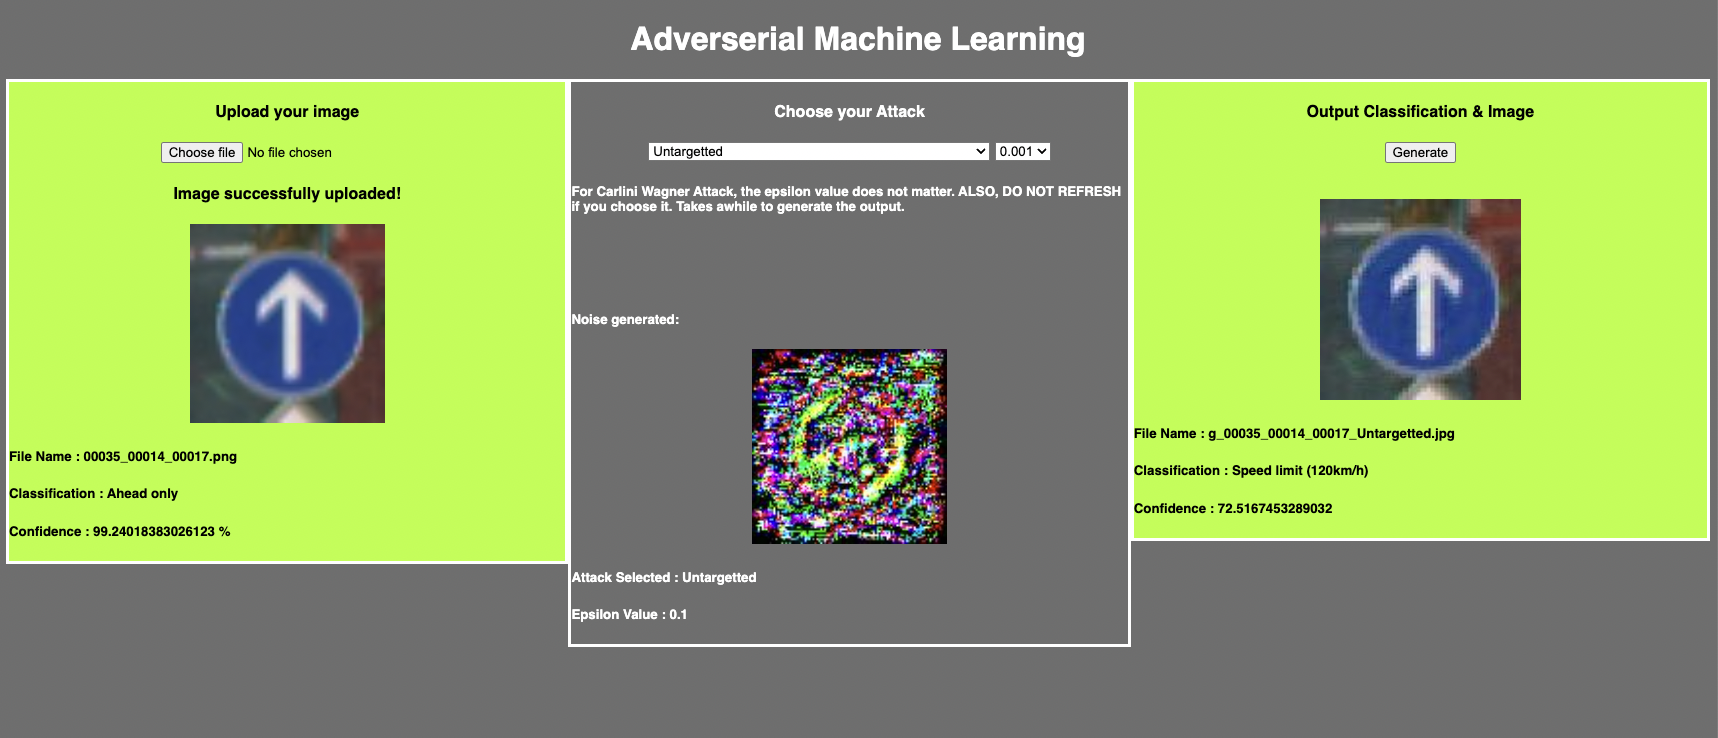 Adverserial Machine Learning
Upload your image
Choose file No file chosen
Image successfully uploaded!
File Name : 00035_00014_00017.png
Classification : Ahead only
Confidence : 99.24018383026123 %
Choose your Attack
Untargetted 0.001
For Carlini Wagner Attack, the epsilon value does not matter. ALSO, DO NOT REFRESH
if you choose it. Takes awhile to generate the output.
Noise generated:
Attack Selected : Untargetted
Epsilon Value : 0.1
Output Classification & Image
Generate
File Name : g_00035_00014_00017_Untargetted.jpg
Classification : Speed limit (120km/h)
Confidence : 72.5167453289032